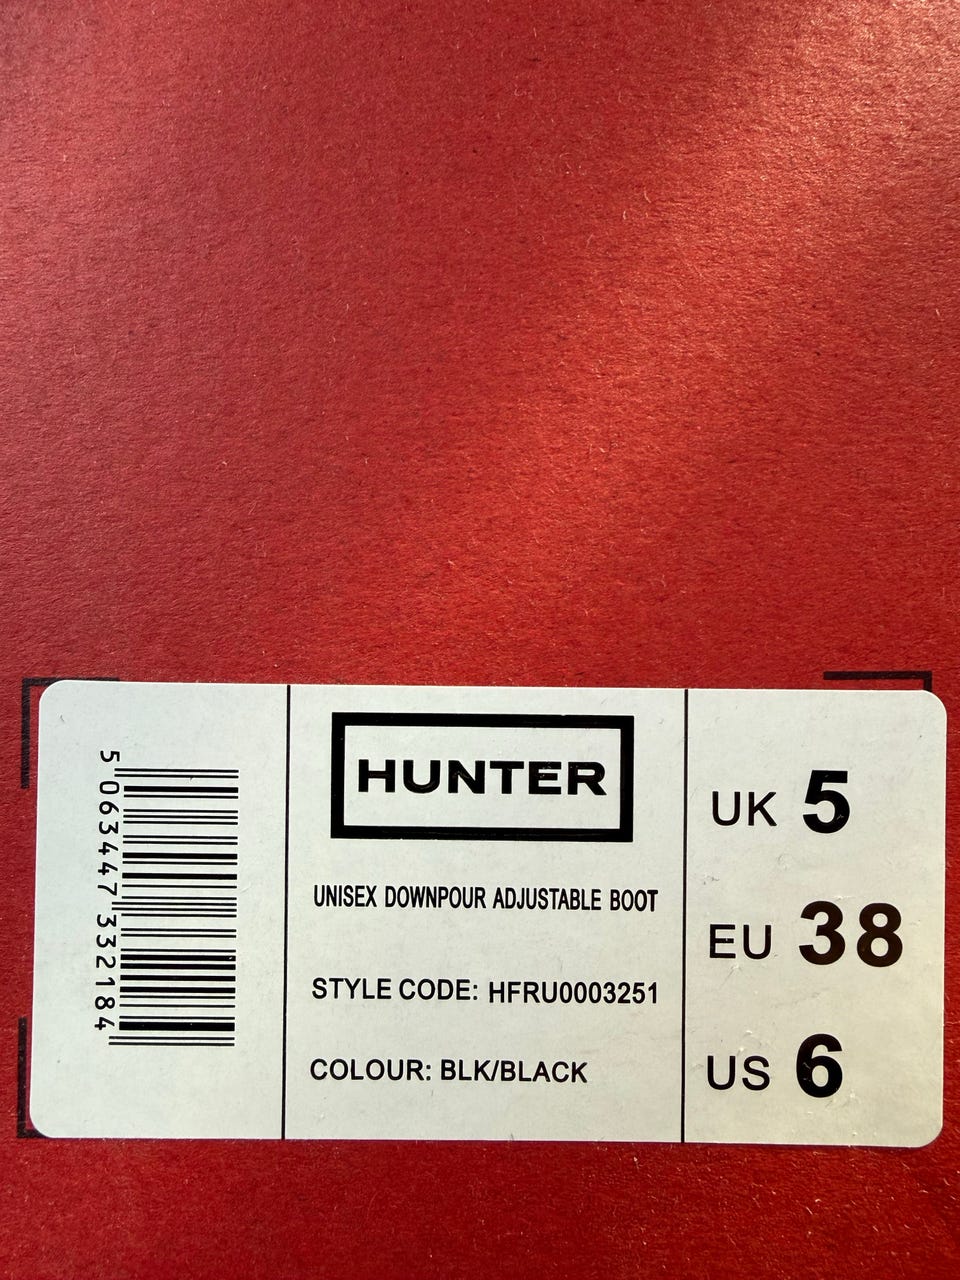 5 063447 332184
HUNTER
UNISEX DOWNPOUR ADJUSTABLE BOOT
STYLE CODE: HFRU0003251
COLOUR: BLK/BLACK
UK 5
EU 38
US 6